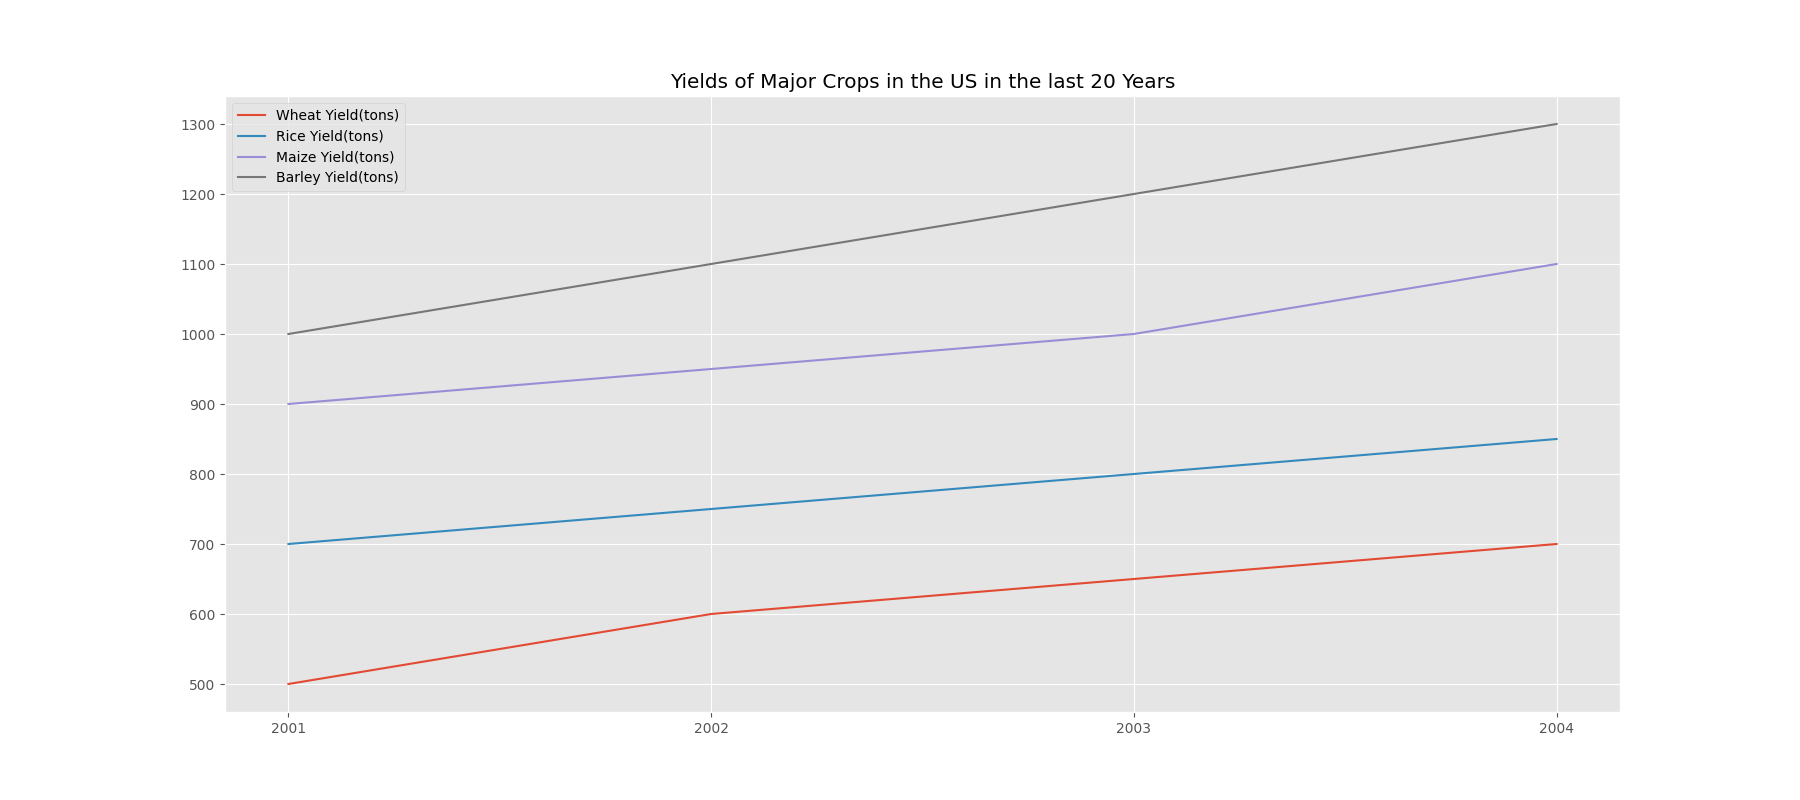 Yields of Major Crops in the US in the last 20 Years
Wheat Yield(tons)
Rice Yield(tons)
Maize Yield(tons)
Barley Yield(tons)
1300
1200
1100
1000
900
800
700
600
500
2001 2002 2003 2004